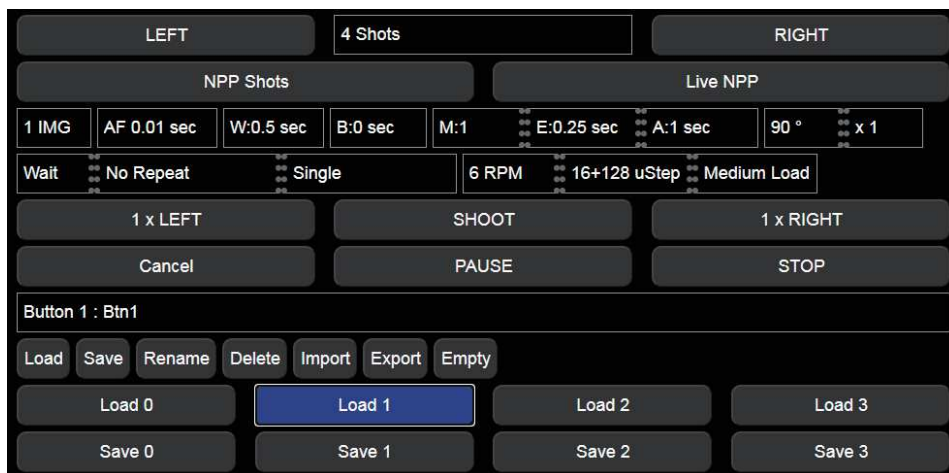 LEFT 4 Shots RIGHT
NPP Shots Live NPP
1 IMG AF 0.01 sec W:0.5 sec B:0 sec M:1 E:0.25 sec A:1 sec 90 ° x 1
Wait No Repeat Single 6 RPM 16+128 uStep Medium Load
1 x LEFT SHOOT 1 x RIGHT
Cancel PAUSE STOP
Button 1 : Btn1
Load Save Rename Delete Import Export Empty
Load 0 Load 1 Load 2 Load 3
Save 0 Save 1 Save 2 Save 3